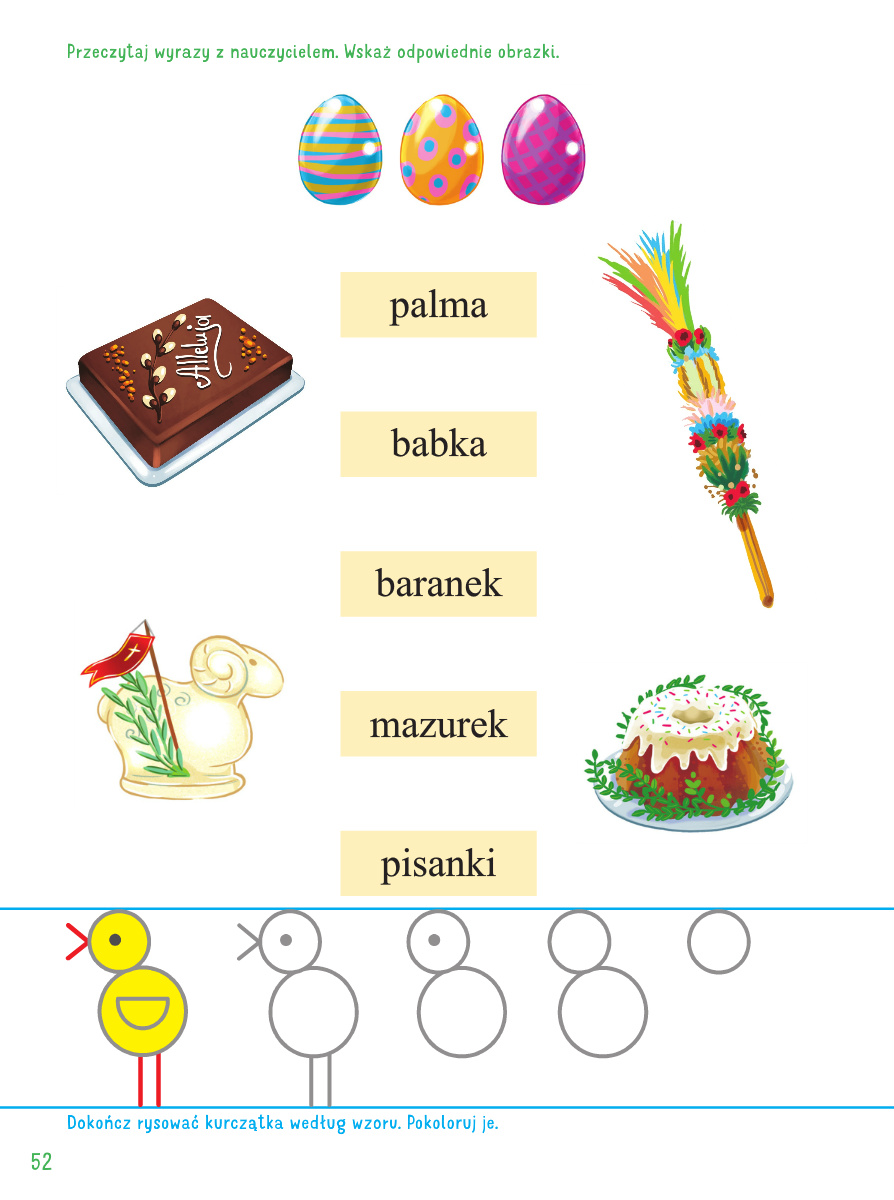 Przeczytaj wyrazy z nauczycielem. Wskaż odpowiednie obrazki.
Alleluja
palma
babka
baranek
mazurek
pisanki
Dokończ rysować kurczątka według wzoru. Pokoloruj je.
52